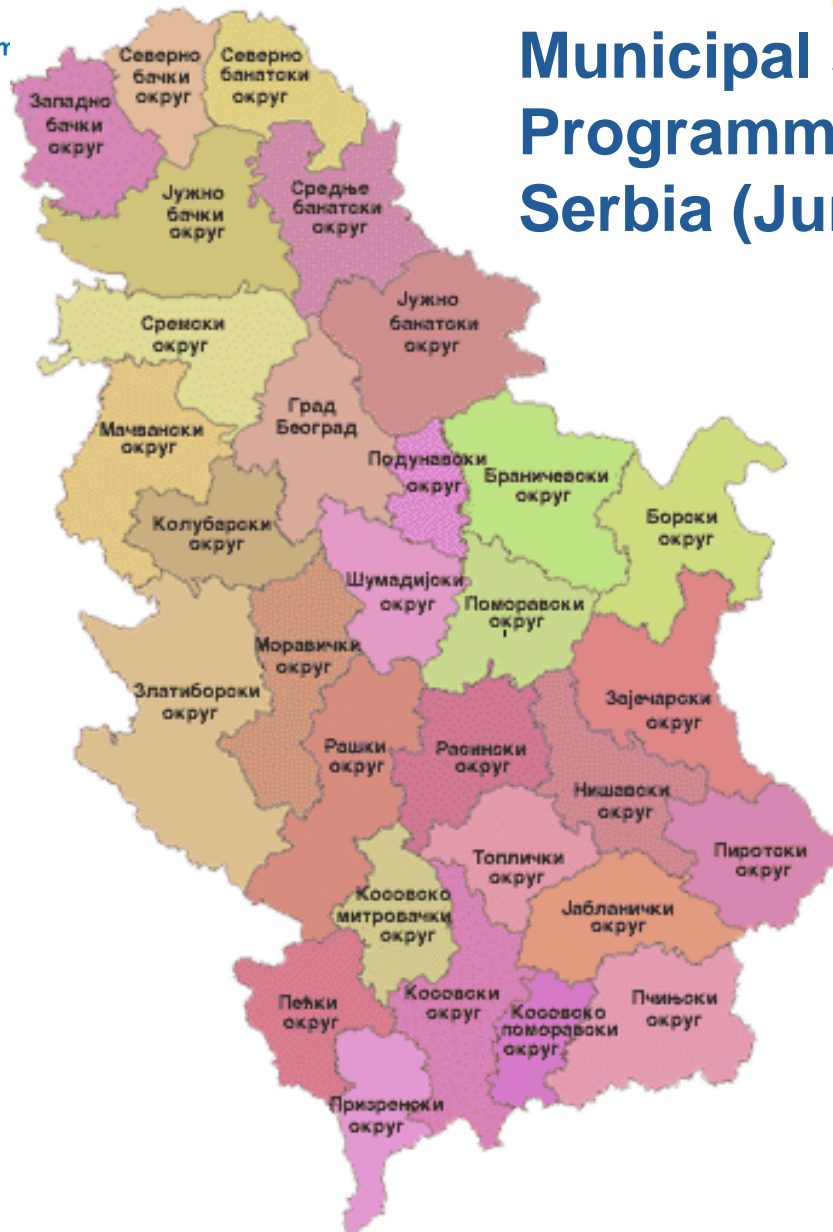 Municipal
Programm
Serbia (Ju
Северно
бачки
округ
Северно
банатски
округ
Западно
бачки
округ
Јужно
бачки
округ
Средње
банатски
округ
Јужно
банатски
округ
Сремски
округ
Град
Београд
Мачвански
округ
Подунавски
округ
Браничевски
округ
Колубарски
округ
Борски
округ
Шумадијски
округ
Поморавски
округ
Моравички
округ
Златиборски
округ
Зајечарски
округ
Рашки
округ
Расински
округ
Нишавски
округ
Топлички
округ
Пиротски
округ
Косовско
митровачки
округ
Јабланички
округ
Пећки
округ
Косовски
округ
Косовско
поморавски
округ
Пчињски
округ
Призренски
округ